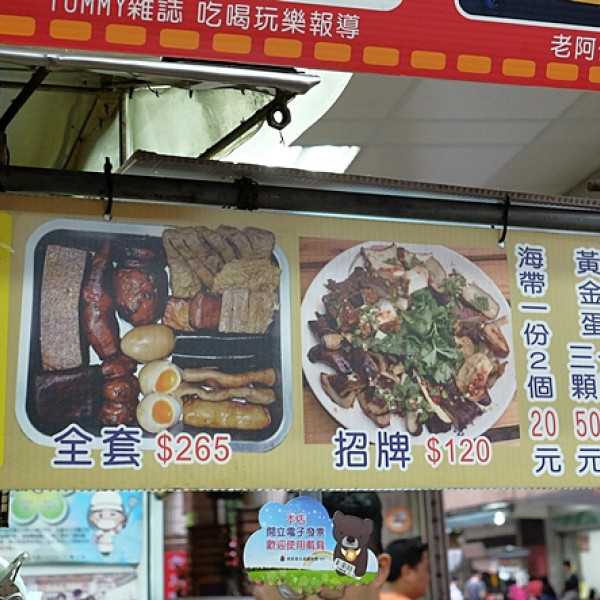 TUMMY雜誌 吃喝玩樂報導
老阿
全套 $265
招牌 $120
海帶一份2個20元
黃金蛋三顆50元
本店
開立電子發票
歡迎使用載具